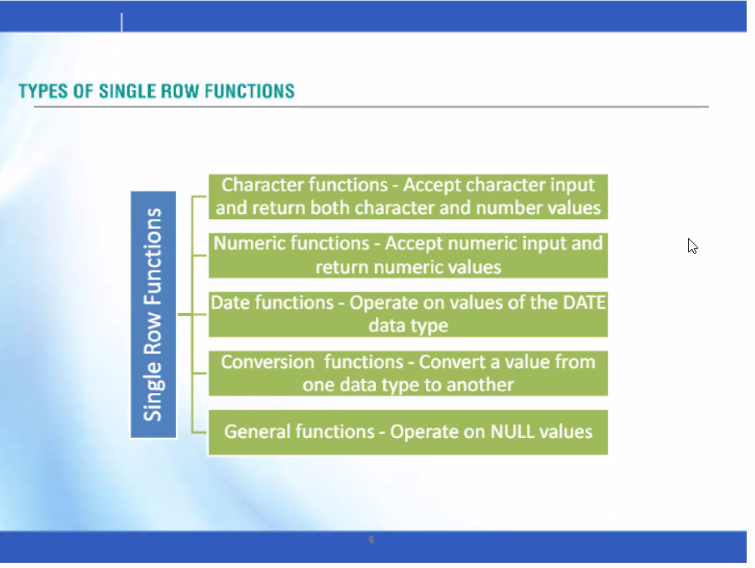 TYPES OF SINGLE ROW FUNCTIONS
Single Row Functions
Character functions - Accept character input
and return both character and number values
Numeric functions - Accept numeric input and
return numeric values
Date functions - Operate on values of the DATE
data type
Conversion  functions - Convert a value from
one data type to another
General functions - Operate on NULL values
6